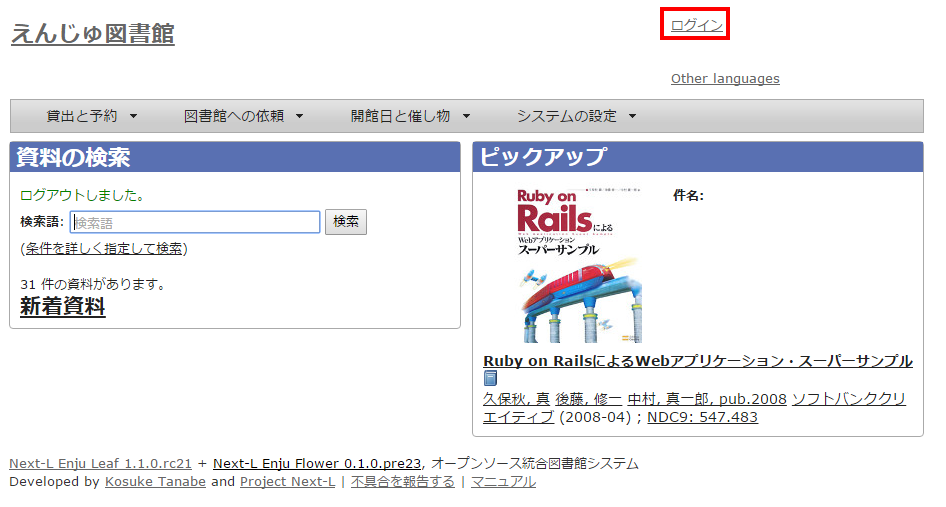 えんじゅ図書館
ログイン
Other languages
貸出と予約 図書館への依頼 開館日と催し物 システムの設定
資料の検索
ログアウトしました。
検索語: 検索語 検索
(条件を詳しく指定して検索)
31 件の資料があります。
新着資料
ピックアップ
Ruby on
Rails による
Webアプリケーション
スーパーサンプル
件名:
Ruby on RailsによるWebアプリケーション・スーパーサンプル
久保秋, 真 後藤, 修一 中村, 真一郎, pub.2008 ソフトバンククリ
エイティブ (2008-04) ; NDC9: 547.483
Next-L Enju Leaf 1.1.0.rc21 + Next-L Enju Flower 0.1.0.pre23, オープンソース統合図書館システム
Developed by Kosuke Tanabe and Project Next-L | 不具合を報告する | マニュアル